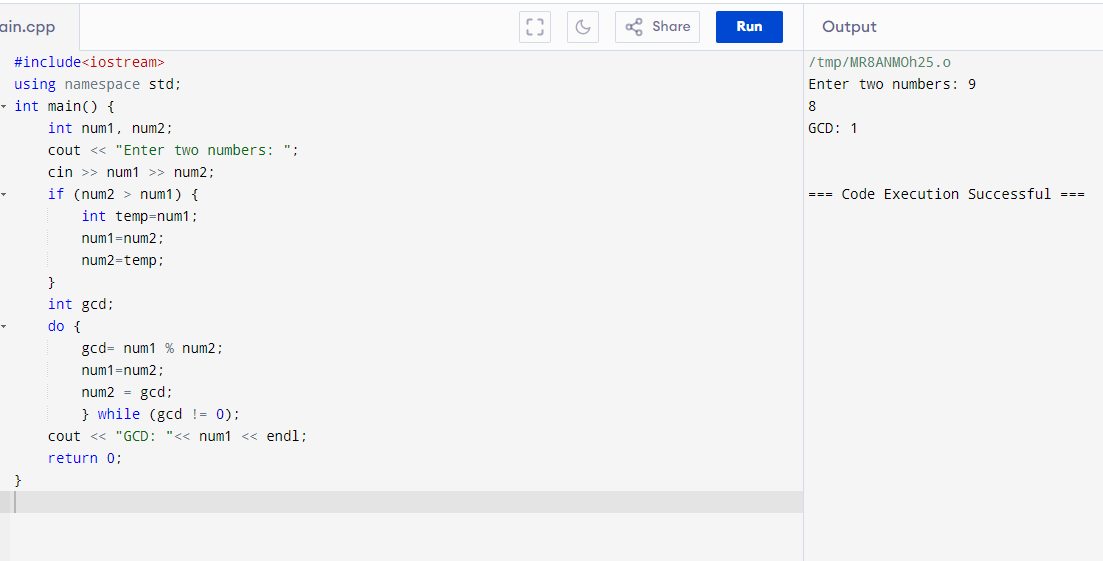 ain.cpp
Share
Run
Output
#include<iostream>
using namespace std;
int main() {
    int num1, num2;
    cout << "Enter two numbers: ";
    cin >> num1 >> num2;
    if (num2 > num1) {
        int temp=num1;
        num1=num2;
        num2=temp;
    }
    int gcd;
    do {
        gcd= num1 % num2;
        num1=num2;
        num2 = gcd;
        } while (gcd != 0);
    cout << "GCD: "<< num1 << endl;
    return 0;
}
/tmp/MR8ANMOh25.o
Enter two numbers: 9
8
GCD: 1
=== Code Execution Successful ===